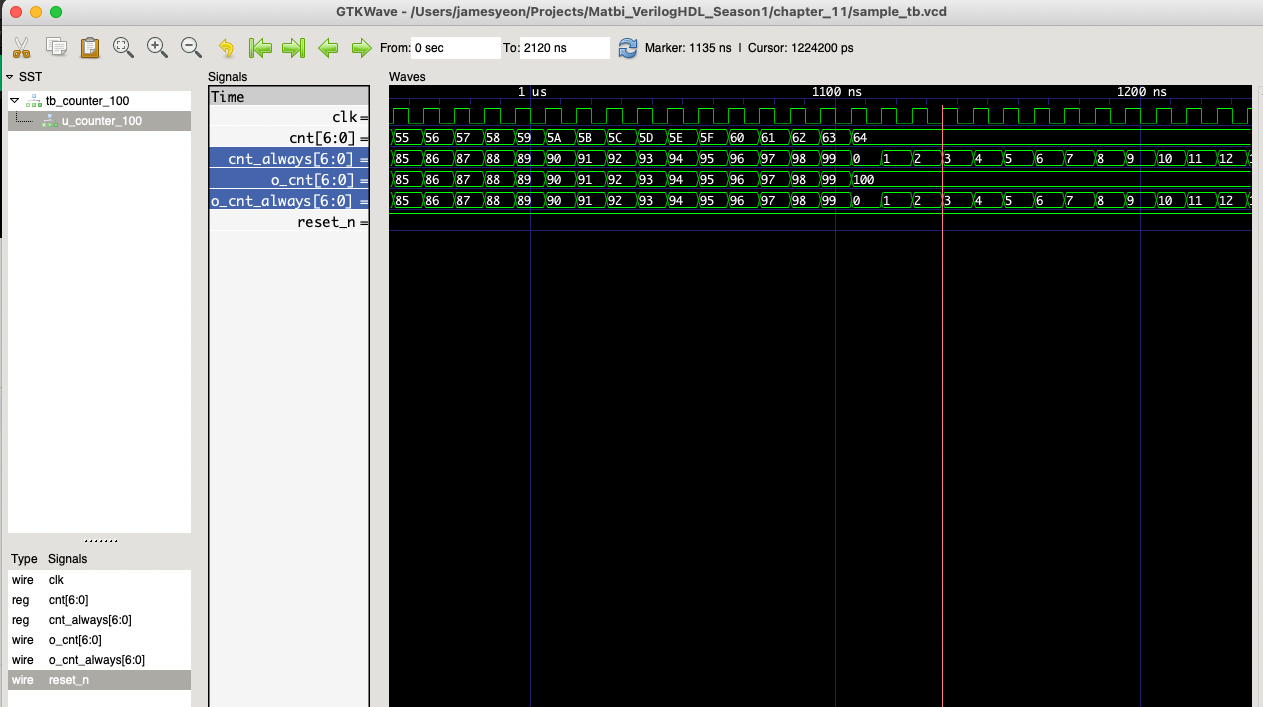 GTKWave - /Users/jamesyeon/Projects/Matbi_VerilogHDL_Season1/chapter_11/sample_tb.vcd
From: 0 sec To: 2120 ns Marker: 1135 ns | Cursor: 1224200 ps
SST
tb_counter_100
u_counter_100
Type Signals
wire clk
reg cnt[6:0]
reg cnt_always[6:0]
wire o_cnt[6:0]
wire o_cnt_always[6:0]
wire reset_n
Signals
Time
clk=
cnt[6:0] =
cnt_always[6:0] =
o_cnt[6:0] =
o_cnt_always[6:0] =
reset_n =
Waves
1 us 1100 ns 1200 ns
55 56 57 58 59 5A 5B 5C 5D 5E 5F 60 61 62 63 64
85 86 87 88 89 90 91 92 93 94 95 96 97 98 99 0 1 2 3 4 5 6 7 8 9 10 11 12
85 86 87 88 89 90 91 92 93 94 95 96 97 98 99 100
85 86 87 88 89 90 91 92 93 94 95 96 97 98 99 0 1 2 3 4 5 6 7 8 9 10 11 12